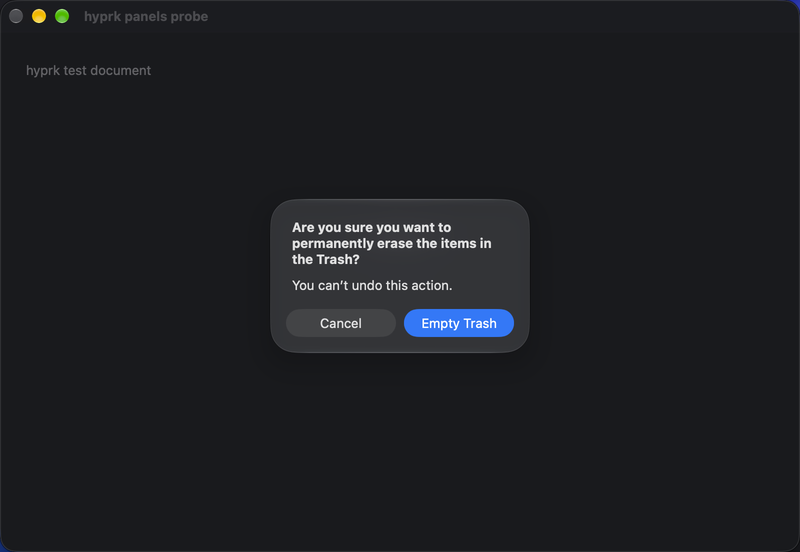 hyprk panels probe
hyprk test document
Are you sure you want to
permanently erase the items in
the Trash?
You can’t undo this action.
Cancel
Empty Trash